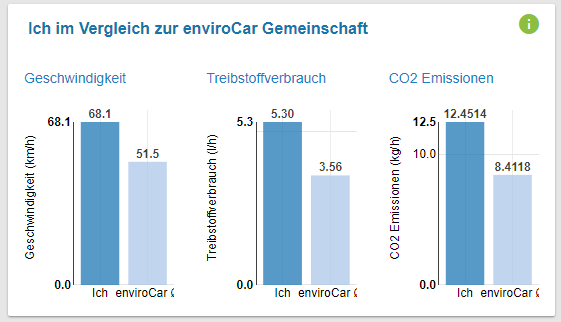 Ich im Vergleich zur enviroCar Gemeinschaft
i
Geschwindigkeit
Geschwindigkeit (km/h)
68.1
0.0
68.1
51.5
Ich enviroCar
Treibstoffverbrauch
Treibstoffverbrauch (l/h)
5.3
0.0
5.30
3.56
Ich enviroCar
CO2 Emissionen
CO2 Emissionen (kg/h)
12.5
10.0
0.0
12.4514
8.4118
Ich enviroCar